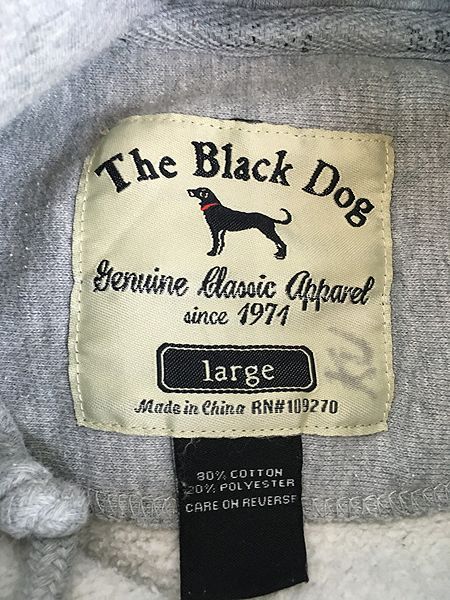 The Black Dog
Genuine Classic Apparel
since 1971
large
Made in China RN#109270
80% COTTON
20% POLYESTER
CARE ON REVERSE